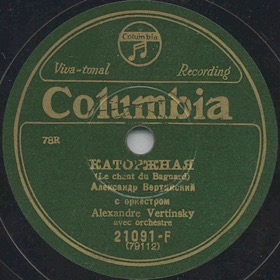 Columbia
Viva-tonal Recording
Columbia
78R
КАТОРЖНАЯ
(Le chant du Bagnard)
Александр Вертинский
с оркестром
Alexandre Vertinsky
avec orchestre
21091-F
(79112)